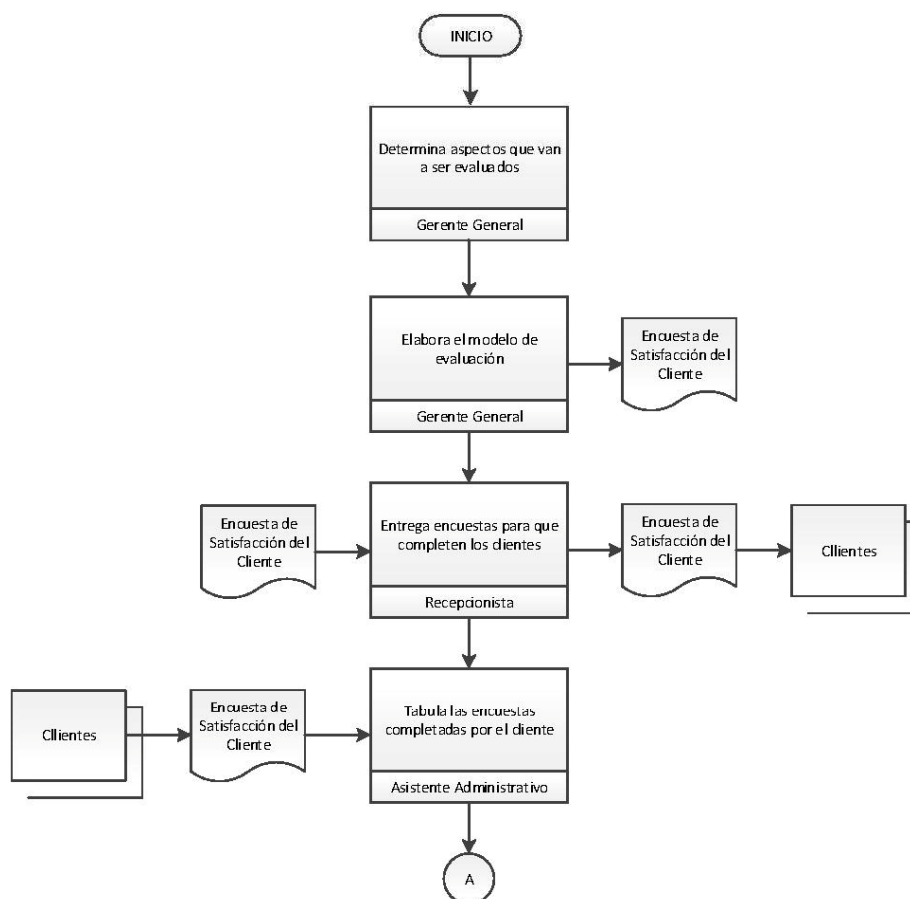 INICIO
Determina aspectos que van
a ser evaluados
Gerente General
Elabora el modelo de
evaluación
Gerente General
Encuesta de
Satisfacción del
Cliente
Encuesta de
Satisfacción del
Cliente
Entrega encuestas para que
completen los clientes
Recepcionista
Encuesta de
Satisfacción del
Cliente
Cllientes
Cllientes
Encuesta de
Satisfacción del
Cliente
Tabula las encuestas
completadas por el cliente
Asistente Administrativo
A